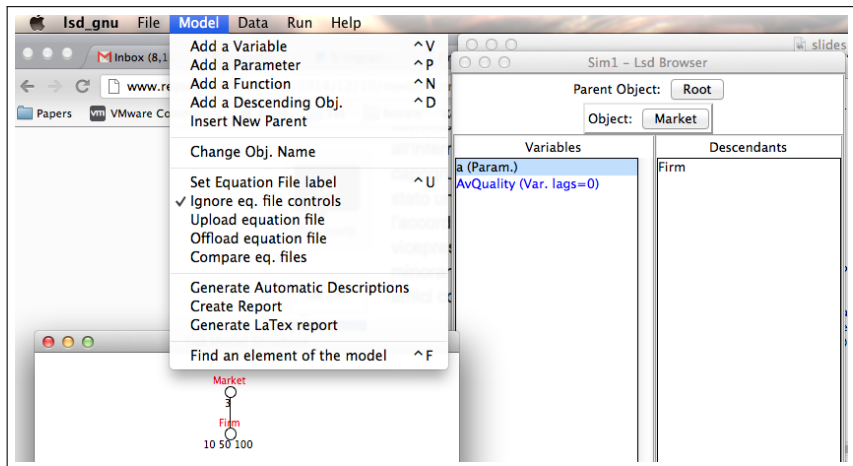 lsd_gnu File Model Data Run Help
Inbox (8,1
www.re
Papers vm VMware Co
Add a Variable ^V
Add a Parameter ^P
Add a Function ^N
Add a Descending Obj. ^D
Insert New Parent
Change Obj. Name
Set Equation File label ^U
✓ Ignore eq. file controls
Upload equation file
Offload equation file
Compare eq. files
Generate Automatic Descriptions
Create Report
Generate LaTex report
Find an element of the model ^F
slides
Sim1 - Lsd Browser
Parent Object: Root
Object: Market
Variables Descendants
a (Param.) Firm
AvQuality (Var. lags=0)
Market
3
Firm
10 50 100